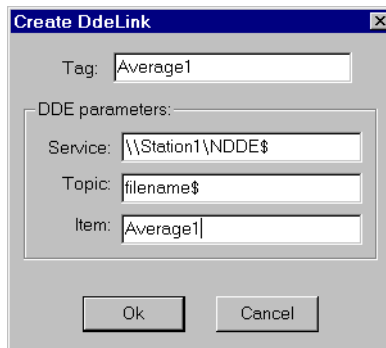 Create DdeLink
Tag: Average1
DDE parameters:
Service: \\Station1\NDDE$
Topic: filename$
Item: Average1
Ok Cancel